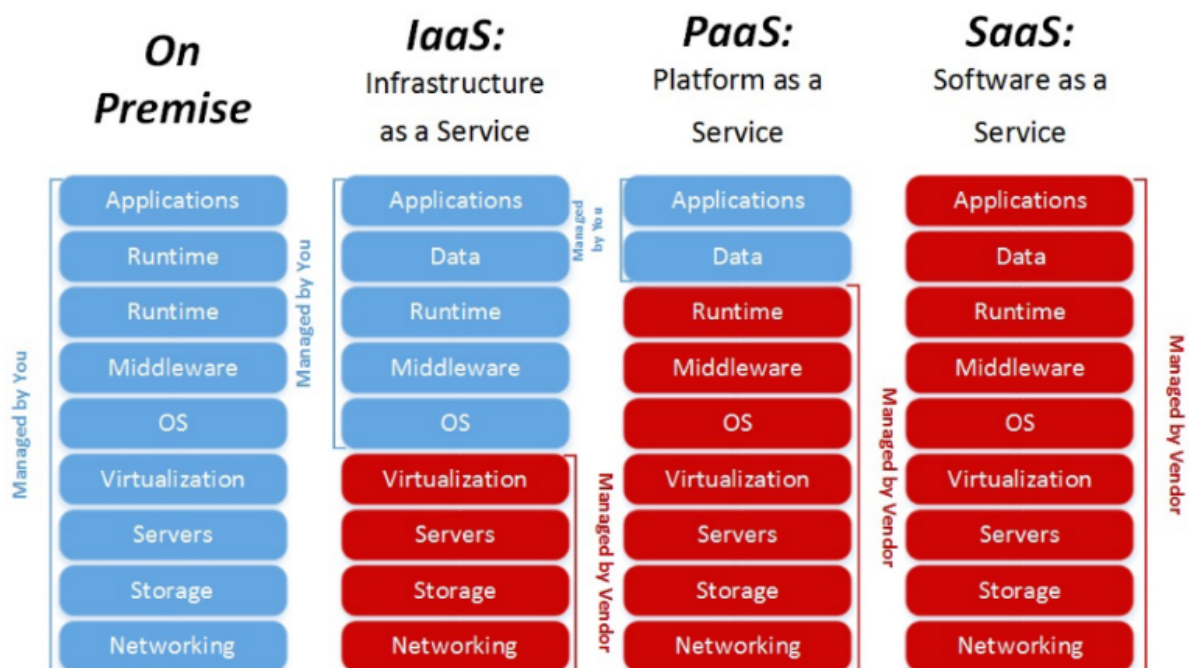 On
Premise
Managed by You
Applications
Runtime
Runtime
Middleware
OS
Virtualization
Servers
Storage
Networking
IaaS:
Infrastructure
as a Service
Managed by You
Applications
Data
Runtime
Middleware
OS
Virtualization
Servers
Storage
Networking
Managed by Vendor
PaaS:
Platform as a
Service
Managed
by You
Applications
Data
Runtime
Middleware
OS
Virtualization
Servers
Storage
Networking
Managed by Vendor
SaaS:
Software as a
Service
Applications
Data
Runtime
Middleware
OS
Virtualization
Servers
Storage
Networking
Managed by Vendor